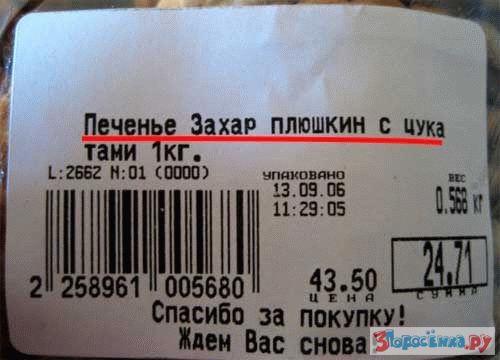 Печенье Захар плюшкин с цука
тами 1кг.
L:2662 N:01 (0000)
УПАКОВАНО
13.09.06
11:29:05
ВЕС
0.568 кг
2 258961 005680
43.50
ЦЕНА
24.71
СУММА
Спасибо за покупку!
Ждем Вас снова!
3Поросёнка.РУ